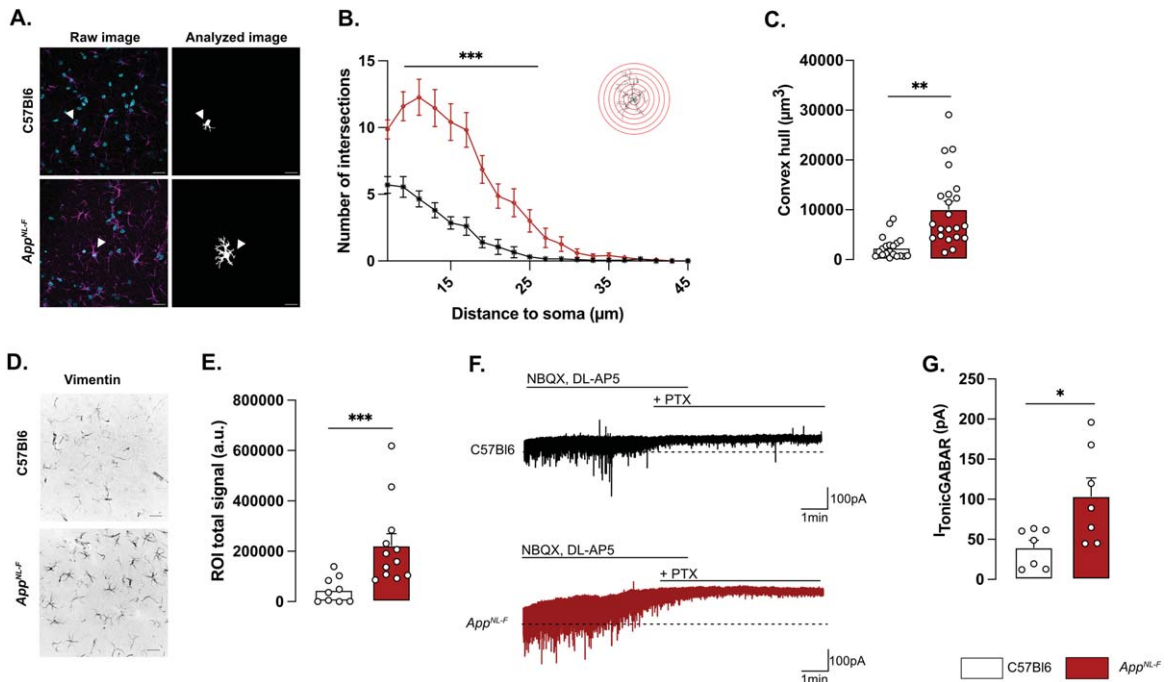 A.
Raw image
Analyzed image
C57Bl6
App^NL-F
B.
***
Number of intersections
15
10
5
0
15
25
35
45
Distance to soma (µm)
C.
**
Convex hull (µm³)
40000
30000
20000
10000
0
D.
Vimentin
C57Bl6
App^NL-F
E.
***
ROI total signal (a.u.)
800000
600000
400000
200000
0
F.
NBQX, DL-AP5
+ PTX
C57Bl6
100pA
1min
NBQX, DL-AP5
+ PTX
App^NL-F
100pA
1min
G.
*
I_TonicGABAR (pA)
250
200
150
100
50
0
C57Bl6
App^NL-F